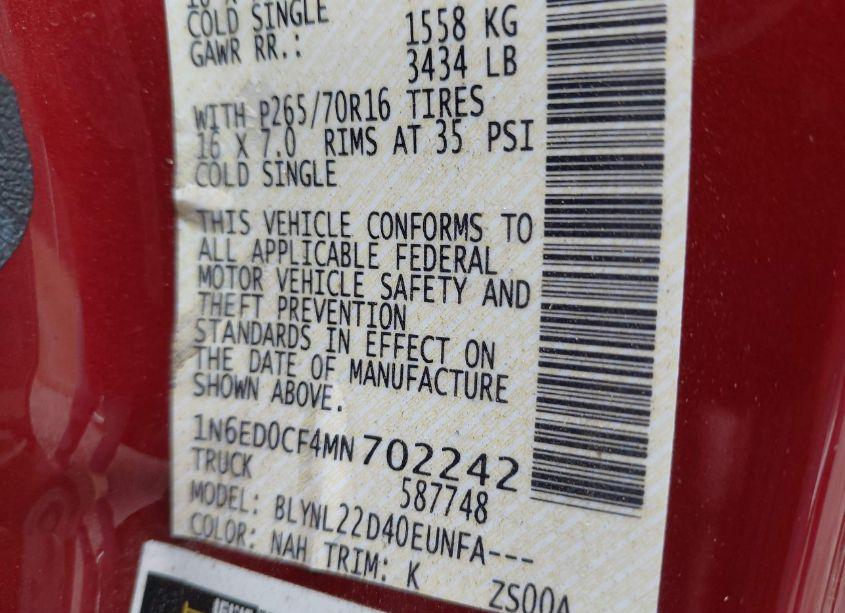 COLD SINGLE
1558 KG
GAWR RR.:
3434 LB
WITH P265/70R16 TIRES
16 X 7.0 RIMS AT 35 PSI
COLD SINGLE
THIS VEHICLE CONFORMS TO
ALL APPLICABLE FEDERAL
MOTOR VEHICLE SAFETY AND
THEFT PREVENTION
STANDARDS IN EFFECT ON
THE DATE OF MANUFACTURE
SHOWN ABOVE.
1N6ED0CF4MN702242
TRUCK 587748
MODEL: BLYNL22D40EUNFA---
COLOR: NAH TRIM: K ZS00A